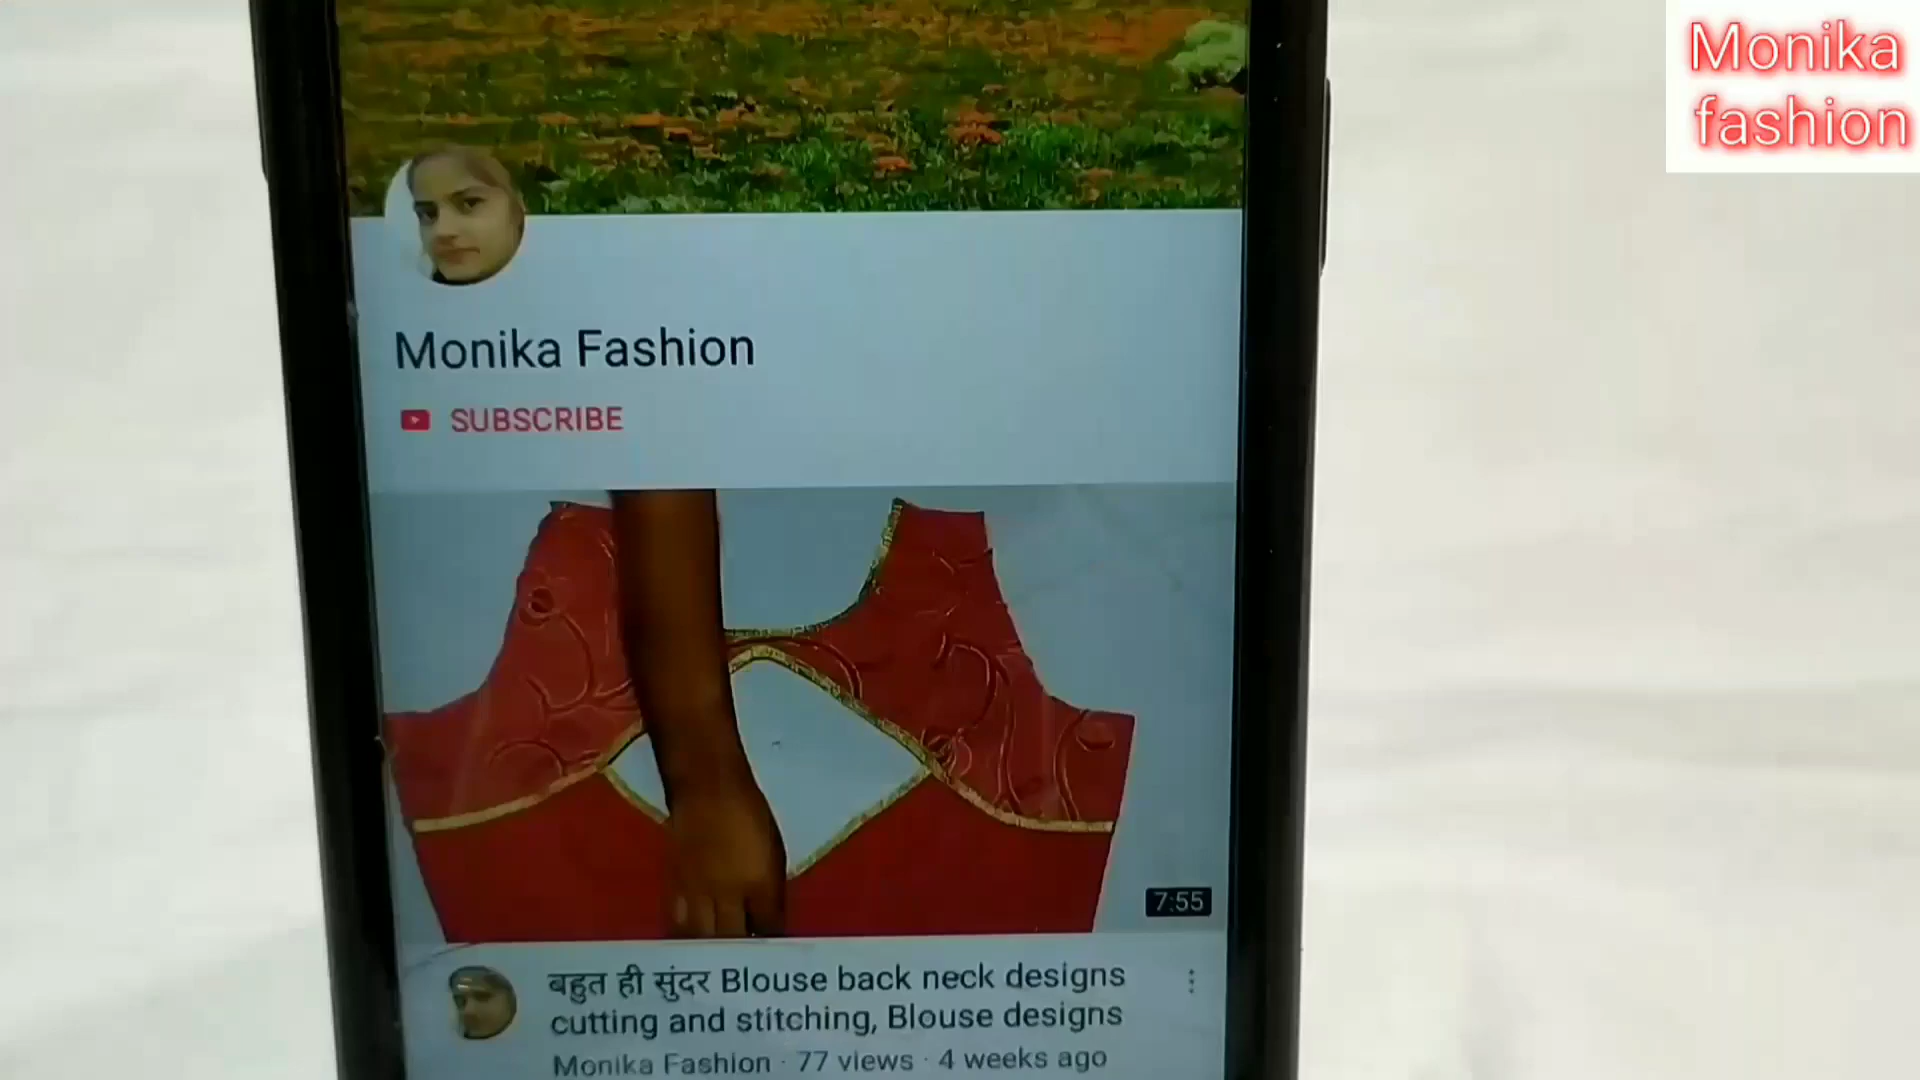 Monika
fashion
Monika Fashion
SUBSCRIBE
7:55
बहुत ही सुंदर Blouse back neck designs
cutting and stitching, Blouse designs
Monika Fashion · 77 views · 4 weeks ago